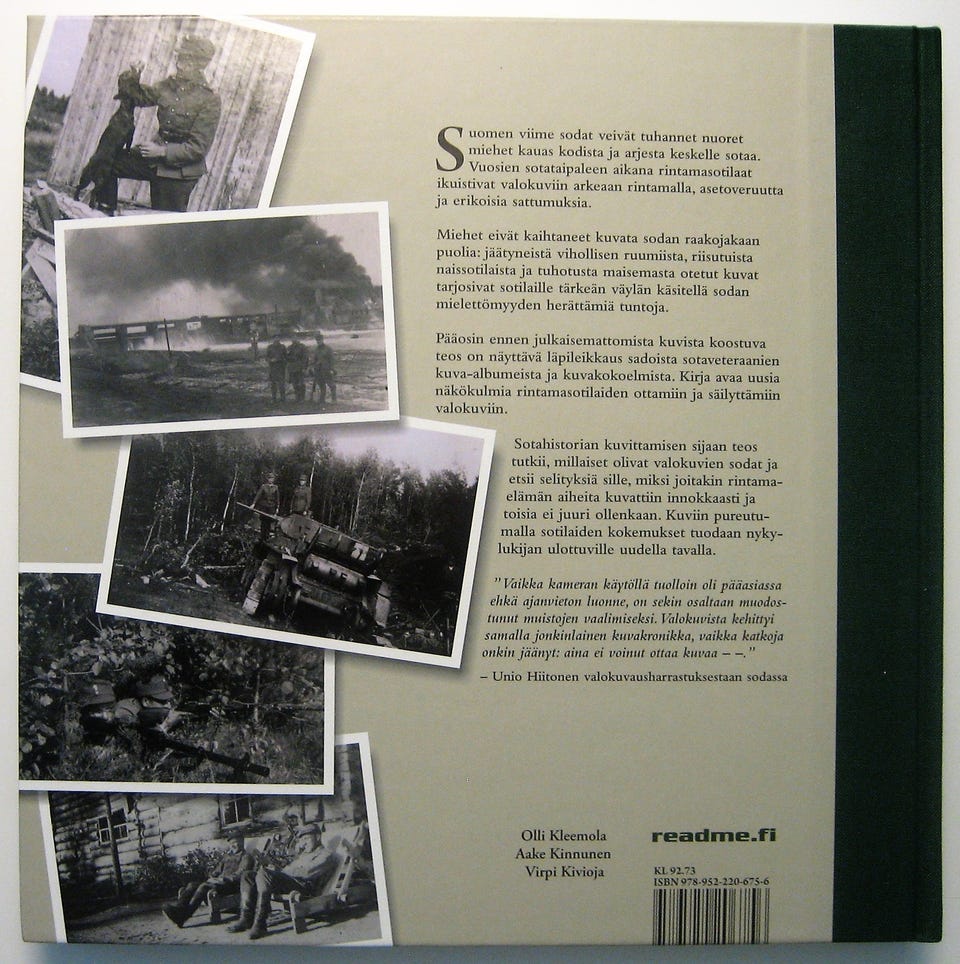 Suomen viime sodat veivät tuhannet nuoret
miehet kauas kodista ja arjesta keskelle sotaa.
Vuosien sotataipaleen aikana rintamasotilaat
ikuistivat valokuviin arkeaan rintamalla, asetoveruutta
ja erikoisia sattumuksia.
Miehet eivät kaihtaneet kuvata sodan raakojakaan
puolia: jäätyneistä vihollisen ruumiista, riisutuista
naissotilaista ja tuhotusta maisemasta otetut kuvat
tarjosivat sotilaille tärkeän väylän käsitellä sodan
mielettömyyden herättämiä tuntoja.
Pääosin ennen julkaisemattomista kuvista koostuva
teos on näyttävä läpileikkaus sadoista sotaveteraanien
kuva-albumeista ja kuvakokoelmista. Kirja avaa uusia
näkökulmia rintamasotilaiden ottamiin ja säilyttämiin
valokuviin.
Sotahistorian kuvittamisen sijaan teos
tutkii, millaiset olivat valokuvien sodat ja
etsii selityksiä sille, miksi joitakin rintama-
elämän aiheita kuvattiin innokkaasti ja
toisia ei juuri ollenkaan. Kuviin pureutu-
malla sotilaiden kokemukset tuodaan nyky-
lukijan ulottuville uudella tavalla.
"Vaikka kameran käytöllä tuolloin oli pääasiassa
ehkä ajanvieton luonne, on sekin osaltaan muodos-
tunut muistojen vaalimiseksi. Valokuvista kehittyi
samalla jonkinlainen kuvakronikka, vaikka katkoja
onkin jäänyt: aina ei voinut ottaa kuvaa – –."
– Unio Hiitonen valokuvausharrastuksestaan sodassa
Olli Kleemola
Aake Kinnunen
Virpi Kivioja
readme.fi
KL 92.73
ISBN 978-952-220-675-6